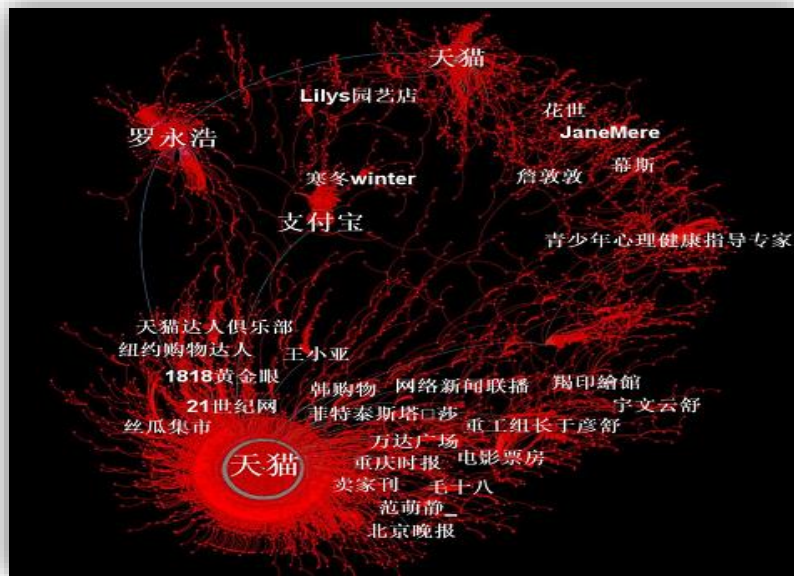 天猫
Lilys园艺店
花世
罗永浩
JaneMere
幕斯
寒冬winter
詹敦敦
支付宝
青少年心理健康指导专家
天猫达人俱乐部
纽约购物达人
王小亚
1818黄金眼
韩购物
网络新闻联播
羯印繪館
21世纪网
菲特泰斯塔□莎
宇文云舒
丝瓜集市
重工组长于彦舒
万达广场
天猫
重庆时报
电影票房
卖家刊
毛十八
范萌静_
北京晚报